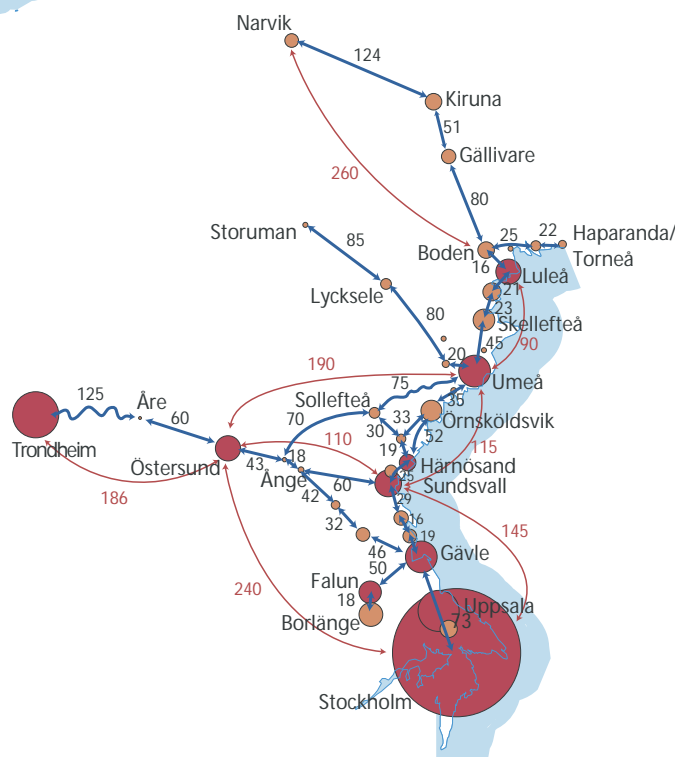 Narvik
124
Kiruna
51
Gällivare
260
80
Storuman
85
Boden
25
22
Haparanda/
Torneå
16
Luleå
Lycksele
21
23
Skellefteå
80
45
90
20
190
Umeå
75
35
125
Åre
60
Sollefteå
70
33
Örnsköldsvik
30
52
115
Trondheim
110
19
Östersund
43
18
Härnösand
Ånge
60
25
Sundsvall
186
42
29
16
145
32
19
46
Gävle
50
240
Falun
18
Borlänge
Uppsala
73
Stockholm